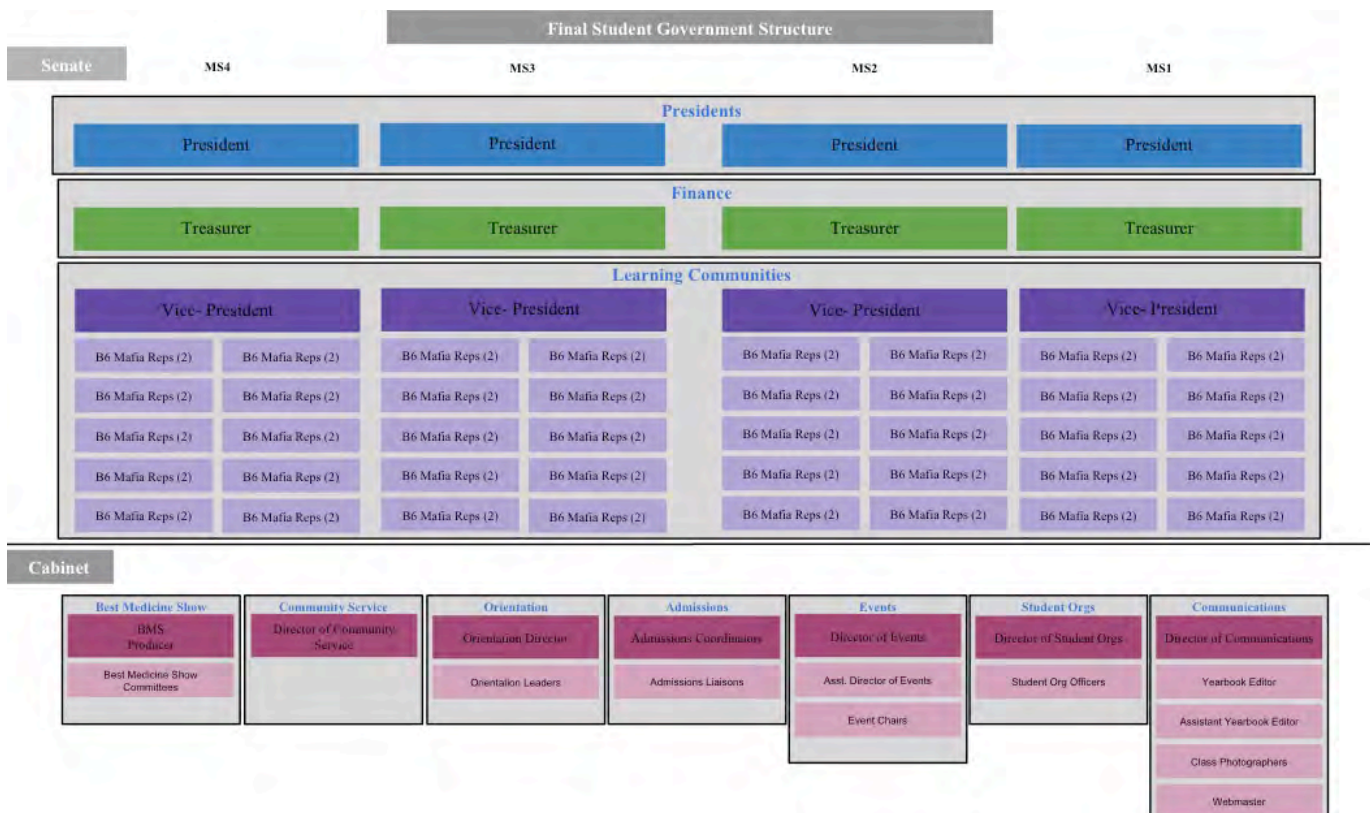 Final Student Government Structure
Senate MS4 MS3 MS2 MS1
Presidents
President President President President
Finance
Treasurer Treasurer Treasurer Treasurer
Learning Communities
Vice- President Vice- President Vice- President Vice- President
B6 Mafia Reps (2) B6 Mafia Reps (2) B6 Mafia Reps (2) B6 Mafia Reps (2) B6 Mafia Reps (2) B6 Mafia Reps (2) B6 Mafia Reps (2) B6 Mafia Reps (2)
B6 Mafia Reps (2) B6 Mafia Reps (2) B6 Mafia Reps (2) B6 Mafia Reps (2) B6 Mafia Reps (2) B6 Mafia Reps (2) B6 Mafia Reps (2) B6 Mafia Reps (2)
B6 Mafia Reps (2) B6 Mafia Reps (2) B6 Mafia Reps (2) B6 Mafia Reps (2) B6 Mafia Reps (2) B6 Mafia Reps (2) B6 Mafia Reps (2) B6 Mafia Reps (2)
B6 Mafia Reps (2) B6 Mafia Reps (2) B6 Mafia Reps (2) B6 Mafia Reps (2) B6 Mafia Reps (2) B6 Mafia Reps (2) B6 Mafia Reps (2) B6 Mafia Reps (2)
B6 Mafia Reps (2) B6 Mafia Reps (2) B6 Mafia Reps (2) B6 Mafia Reps (2) B6 Mafia Reps (2) B6 Mafia Reps (2) B6 Mafia Reps (2) B6 Mafia Reps (2)
Cabinet
Best Medicine Show
BMS
Producer
Best Medicine Show
Committees
Community Service
Director of Community
Service
Orientation
Orientation Director
Orientation Leaders
Admissions
Admissions Coordinators
Admissions Liaisons
Events
Director of Events
Asst. Director of Events
Event Chairs
Student Orgs
Director of Student Orgs
Student Org Officers
Communications
Director of Communications
Yearbook Editor
Assistant Yearbook Editor
Class Photographers
Webmaster